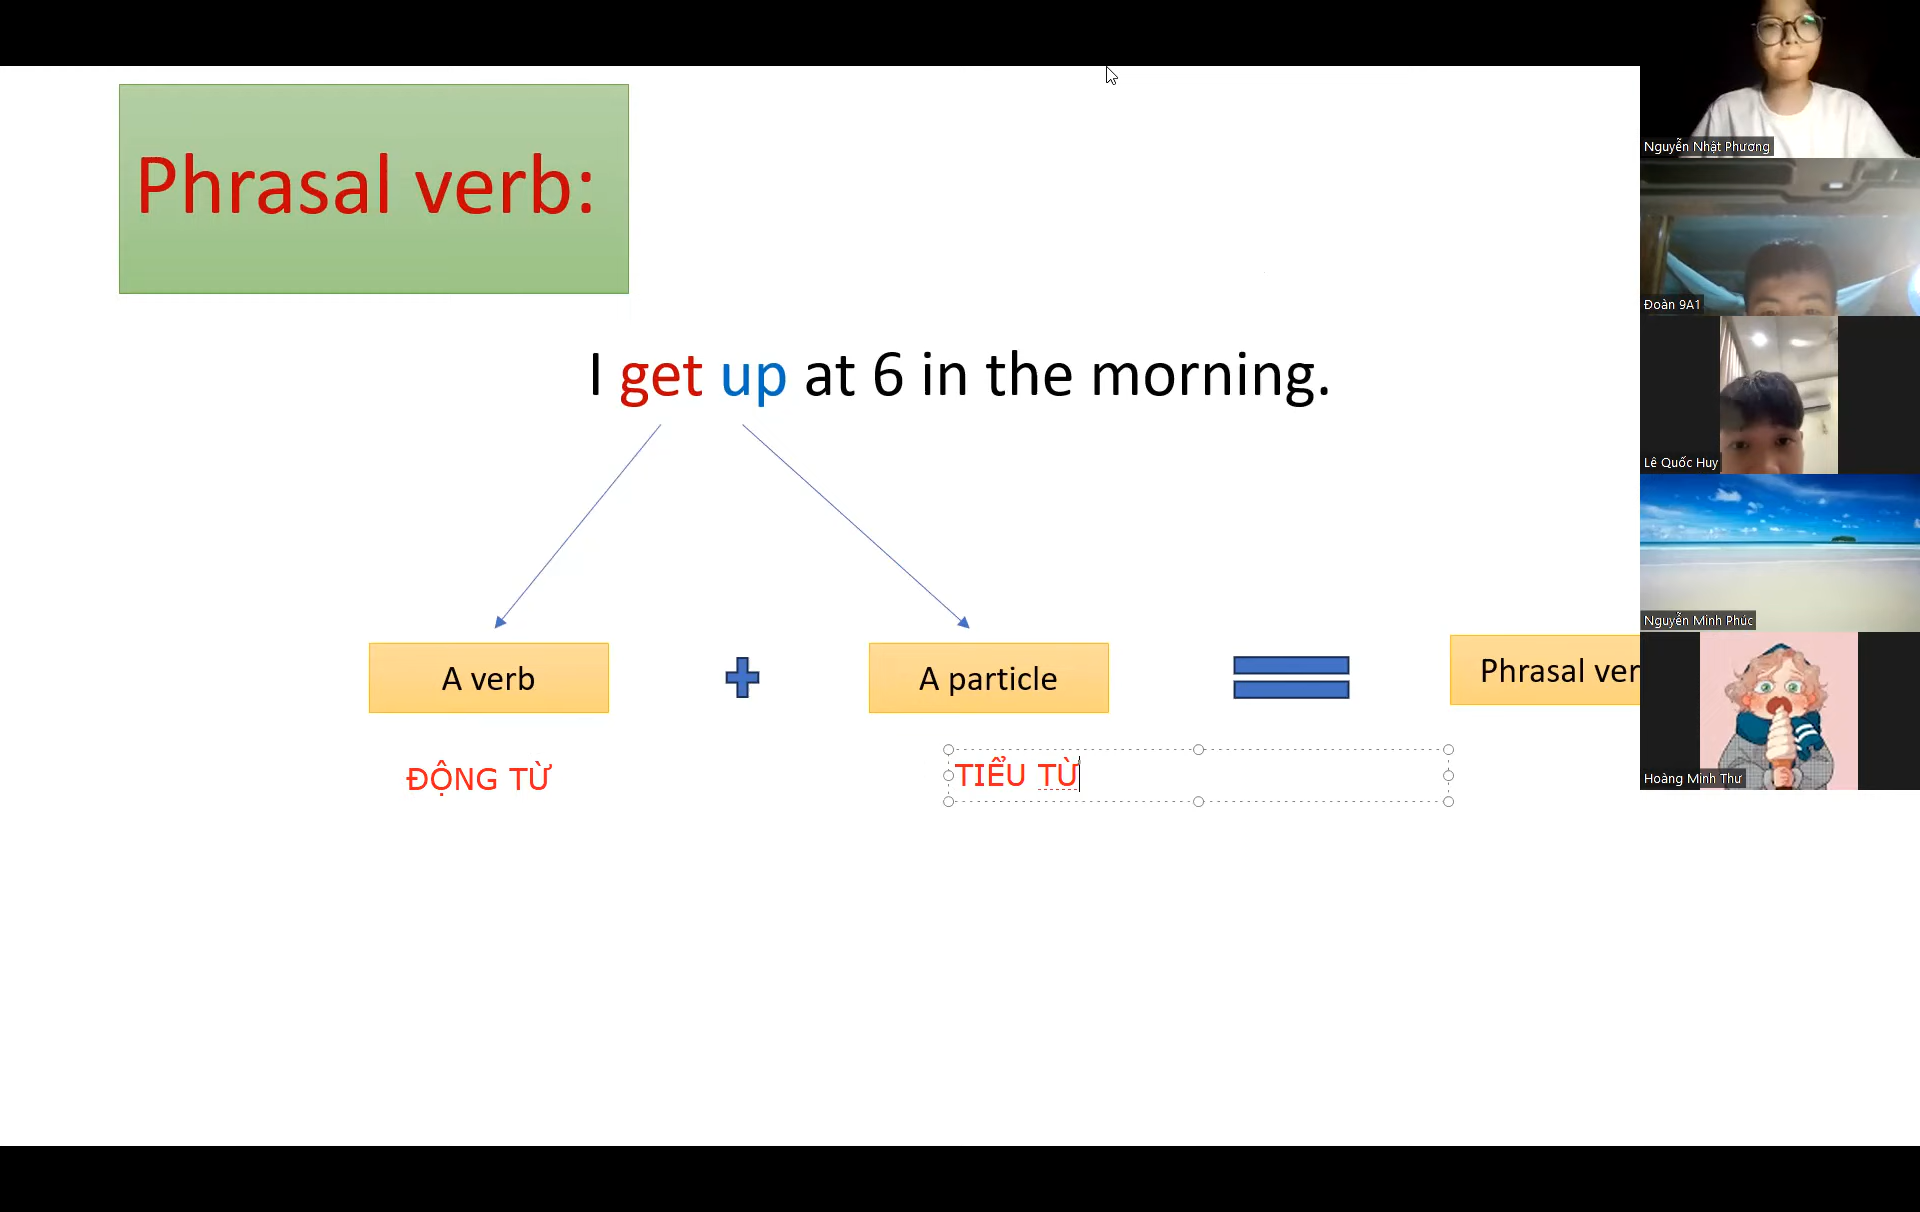 Phrasal verb:
I get up at 6 in the morning.
A verb
A particle
Phrasal ver
ĐỘNG TỪ
TIỂU TỪ
Nguyễn Nhật Phương
Đoàn 9A1
Lê Quốc Huy
Nguyễn Minh Phúc
Hoàng Minh Thư